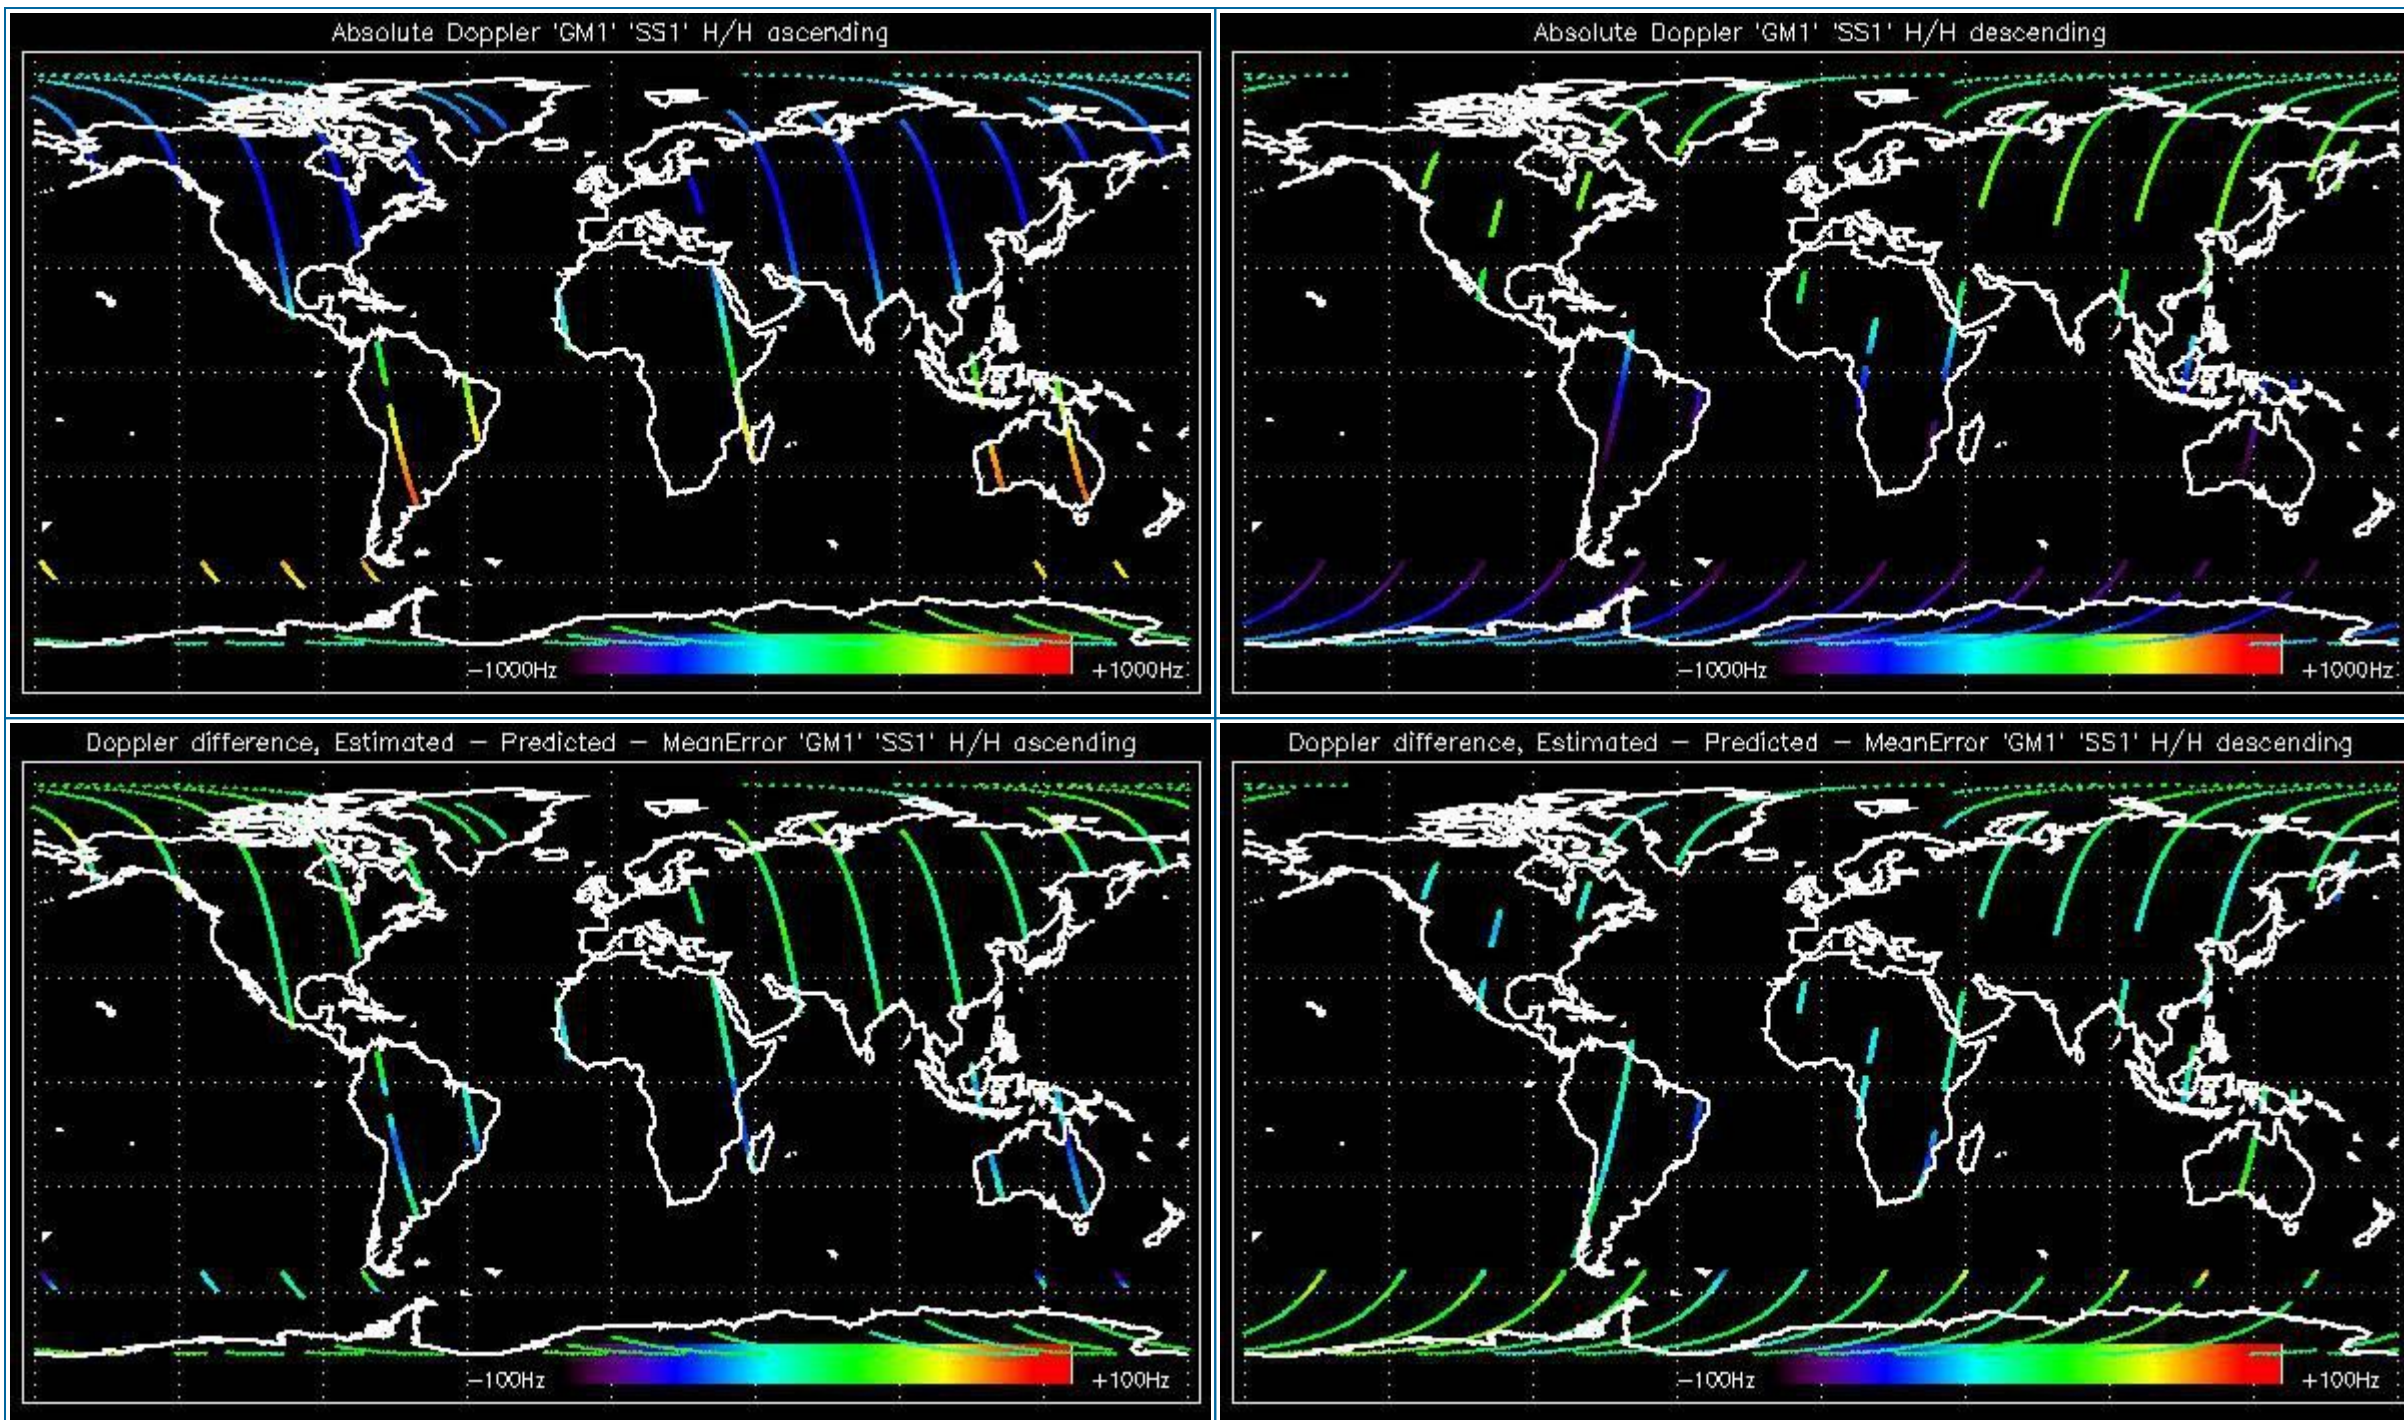 Absolute Doppler 'GM1' 'SS1' H/H ascending
-1000Hz
+1000Hz
Absolute Doppler 'GM1' 'SS1' H/H descending
-1000Hz
+1000Hz
Doppler difference, Estimated - Predicted - MeanError 'GM1' 'SS1' H/H ascending
-100Hz
+100Hz
Doppler difference, Estimated - Predicted - MeanError 'GM1' 'SS1' H/H descending
-100Hz
+100Hz